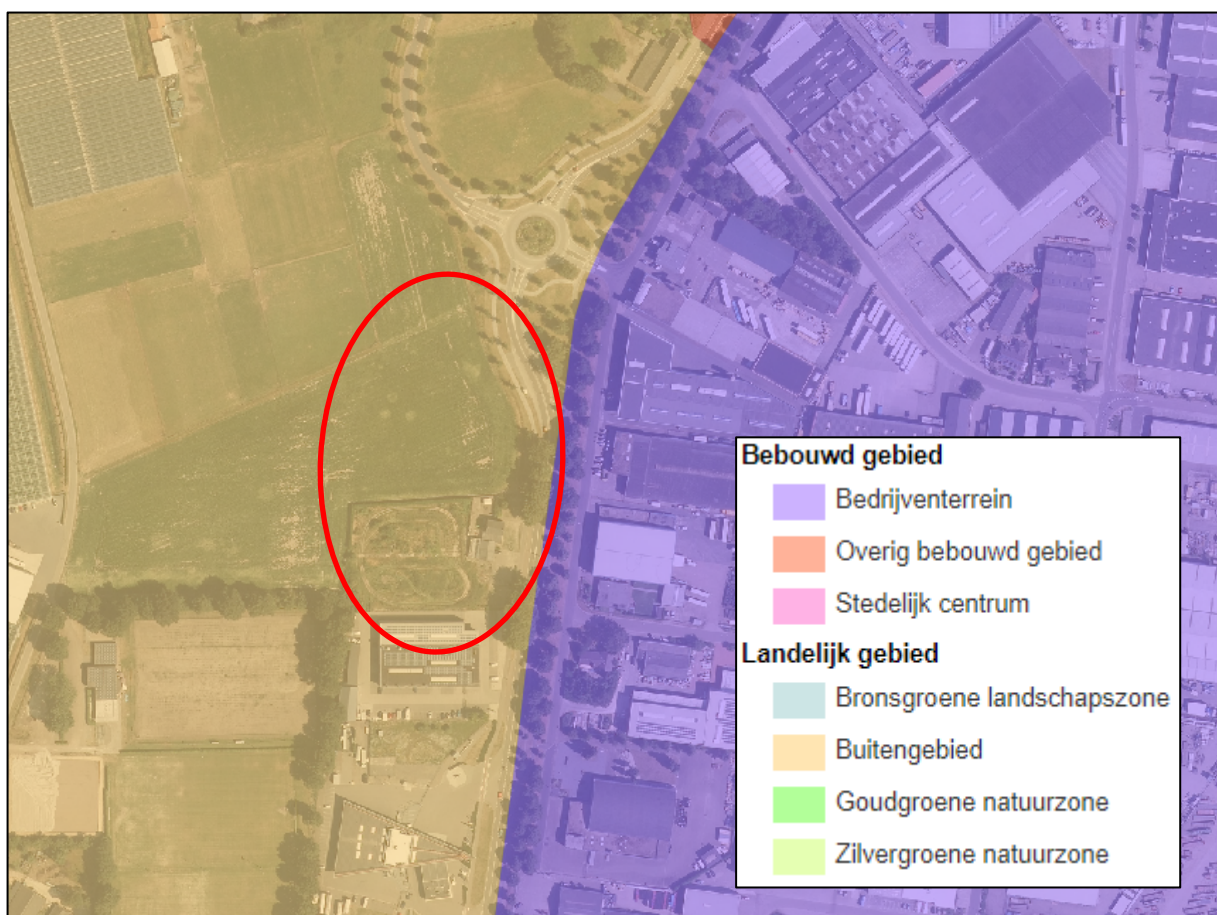 Bebouwd gebied
Bedrijventerrein
Overig bebouwd gebied
Stedelijk centrum
Landelijk gebied
Bronsgroene landschapszone
Buitengebied
Goudgroene natuurzone
Zilvergroene natuurzone